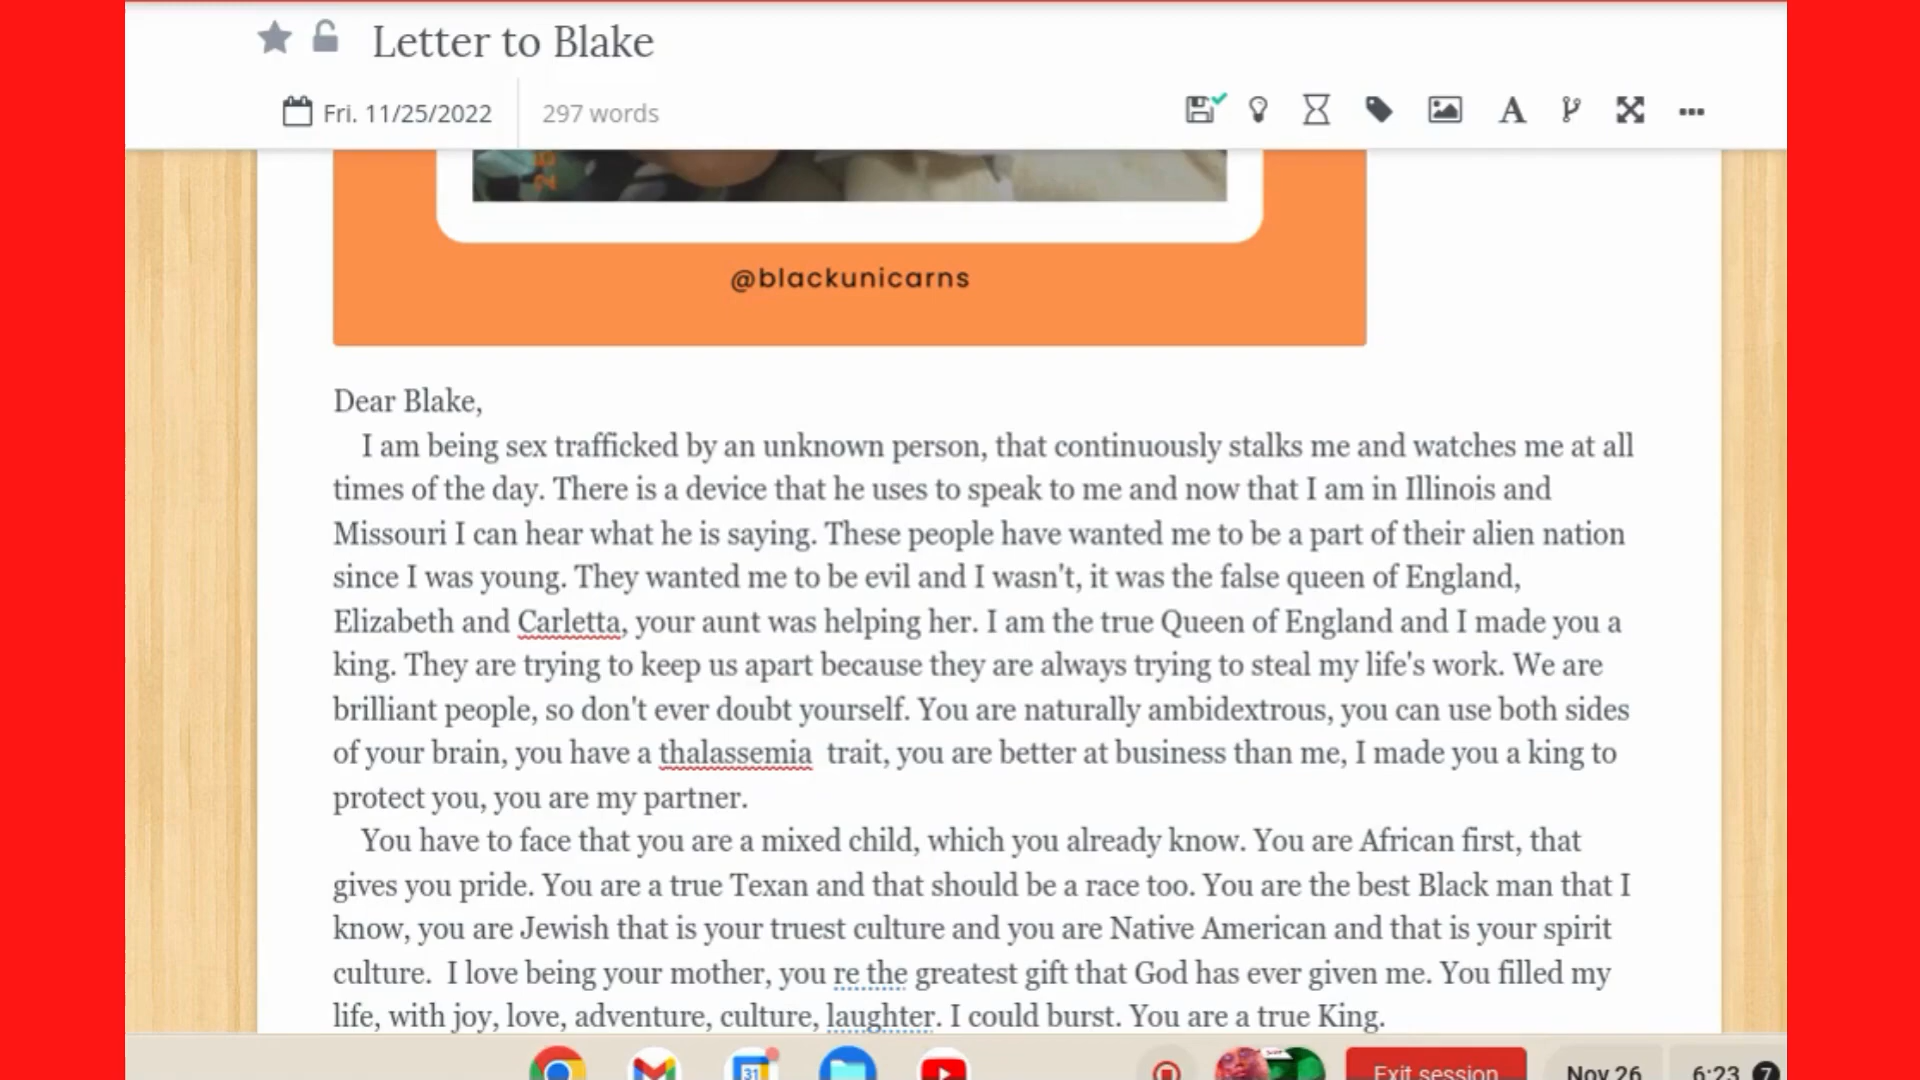 Letter to Blake
Fri. 11/25/2022
297 words
A
@blackunicarns
Dear Blake,
I am being sex trafficked by an unknown person, that continuously stalks me and watches me at all
times of the day. There is a device that he uses to speak to me and now that I am in Illinois and
Missouri I can hear what he is saying. These people have wanted me to be a part of their alien nation
since I was young. They wanted me to be evil and I wasn't, it was the false queen of England,
Elizabeth and Carletta, your aunt was helping her. I am the true Queen of England and I made you a
king. They are trying to keep us apart because they are always trying to steal my life's work. We are
brilliant people, so don't ever doubt yourself. You are naturally ambidextrous, you can use both sides
of your brain, you have a thalassemia  trait, you are better at business than me, I made you a king to
protect you, you are my partner.
You have to face that you are a mixed child, which you already know. You are African first, that
gives you pride. You are a true Texan and that should be a race too. You are the best Black man that I
know, you are Jewish that is your truest culture and you are Native American and that is your spirit
culture.  I love being your mother, you re the greatest gift that God has ever given me. You filled my
life, with joy, love, adventure, culture, laughter. I could burst. You are a true King.
31
Exit session
Nov 26
6:23
7